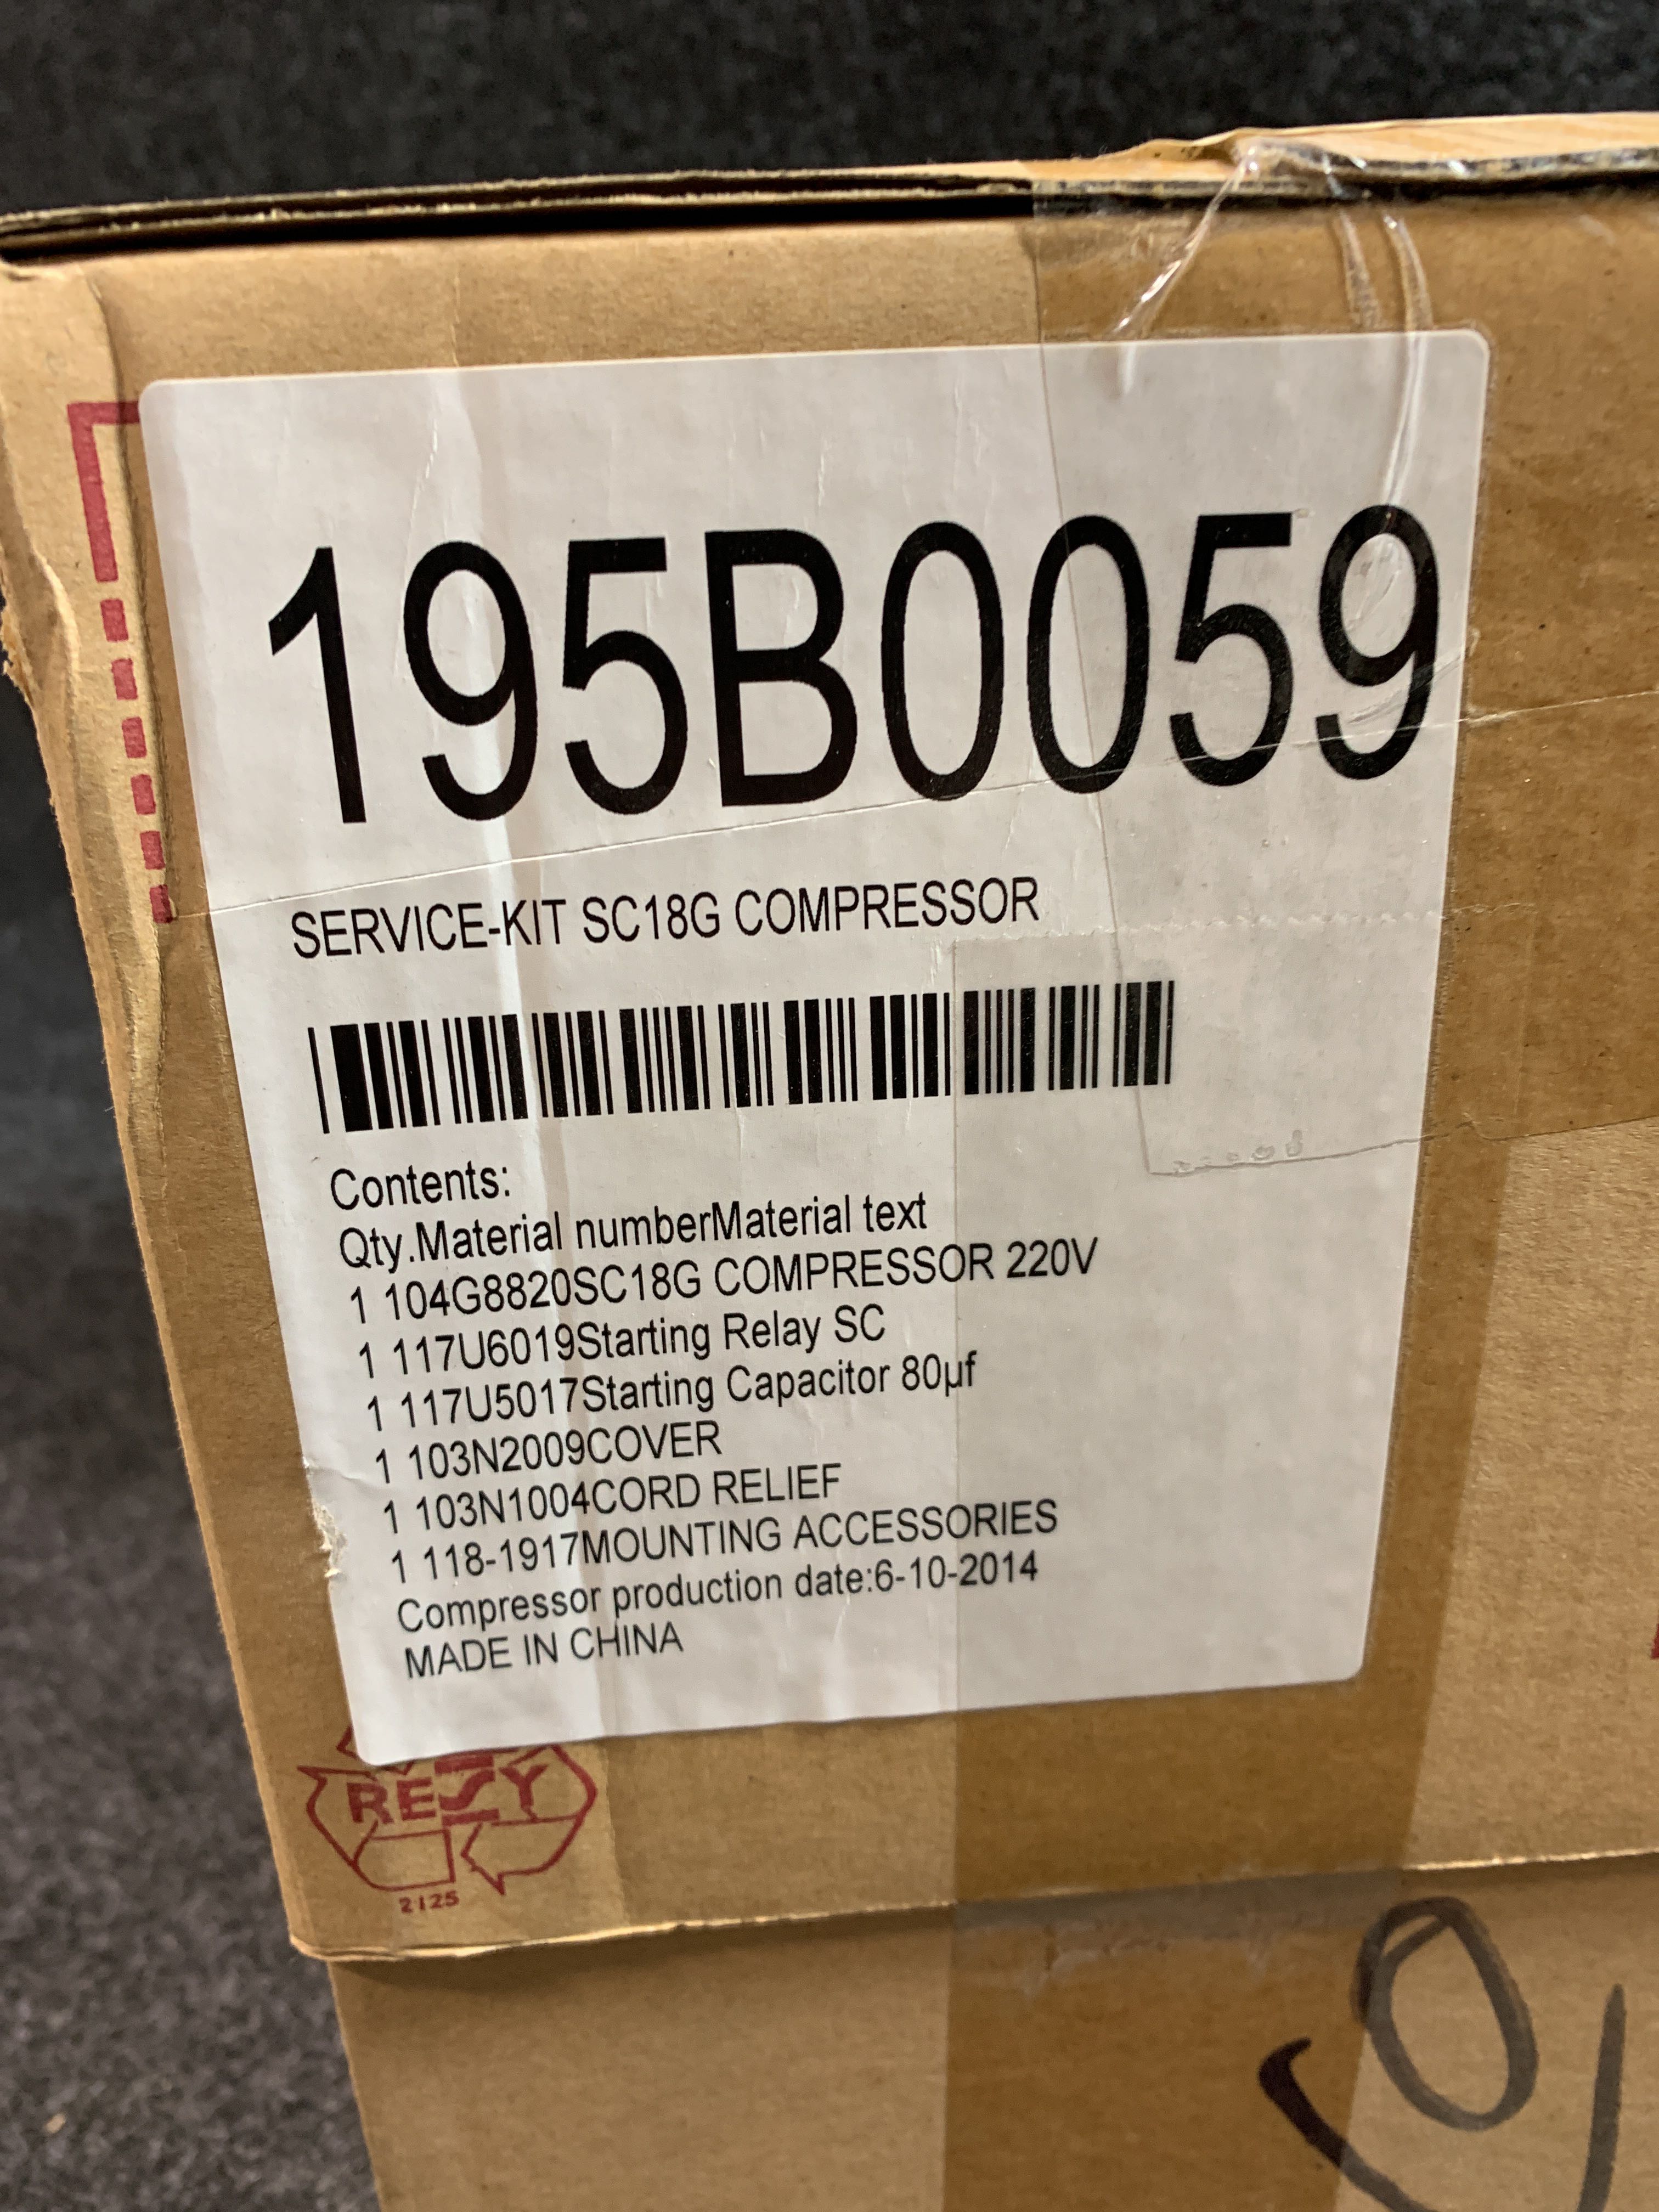 195B0059
SERVICE-KIT SC18G COMPRESSOR
Contents:
Qty.Material numberMaterial text
1 104G8820SC18G COMPRESSOR 220V
1 117U6019Starting Relay SC
1 117U5017Starting Capacitor 80µf
1 103N2009COVER
1 103N1004CORD RELIEF
1 118-1917MOUNTING ACCESSORIES
Compressor production date:6-10-2014
MADE IN CHINA
RESY
2125